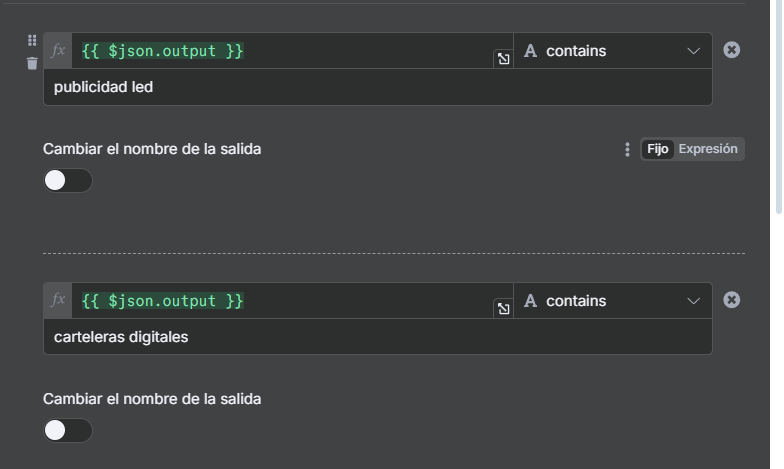 fx {{ $json.output }} A contains
publicidad led
Cambiar el nombre de la salida
Fijo Expresión
fx {{ $json.output }} A contains
carteleras digitales
Cambiar el nombre de la salida